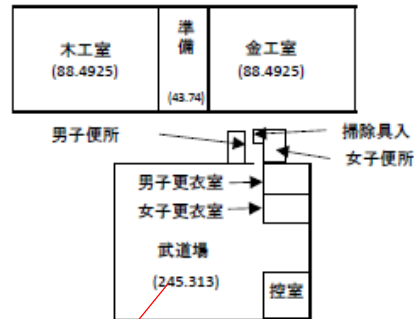 木工室
(88.4925)
準
備
(43.74)
金工室
(88.4925)
男子便所
掃除具入
女子便所
男子更衣室
女子更衣室
武道場
(245.313)
控室